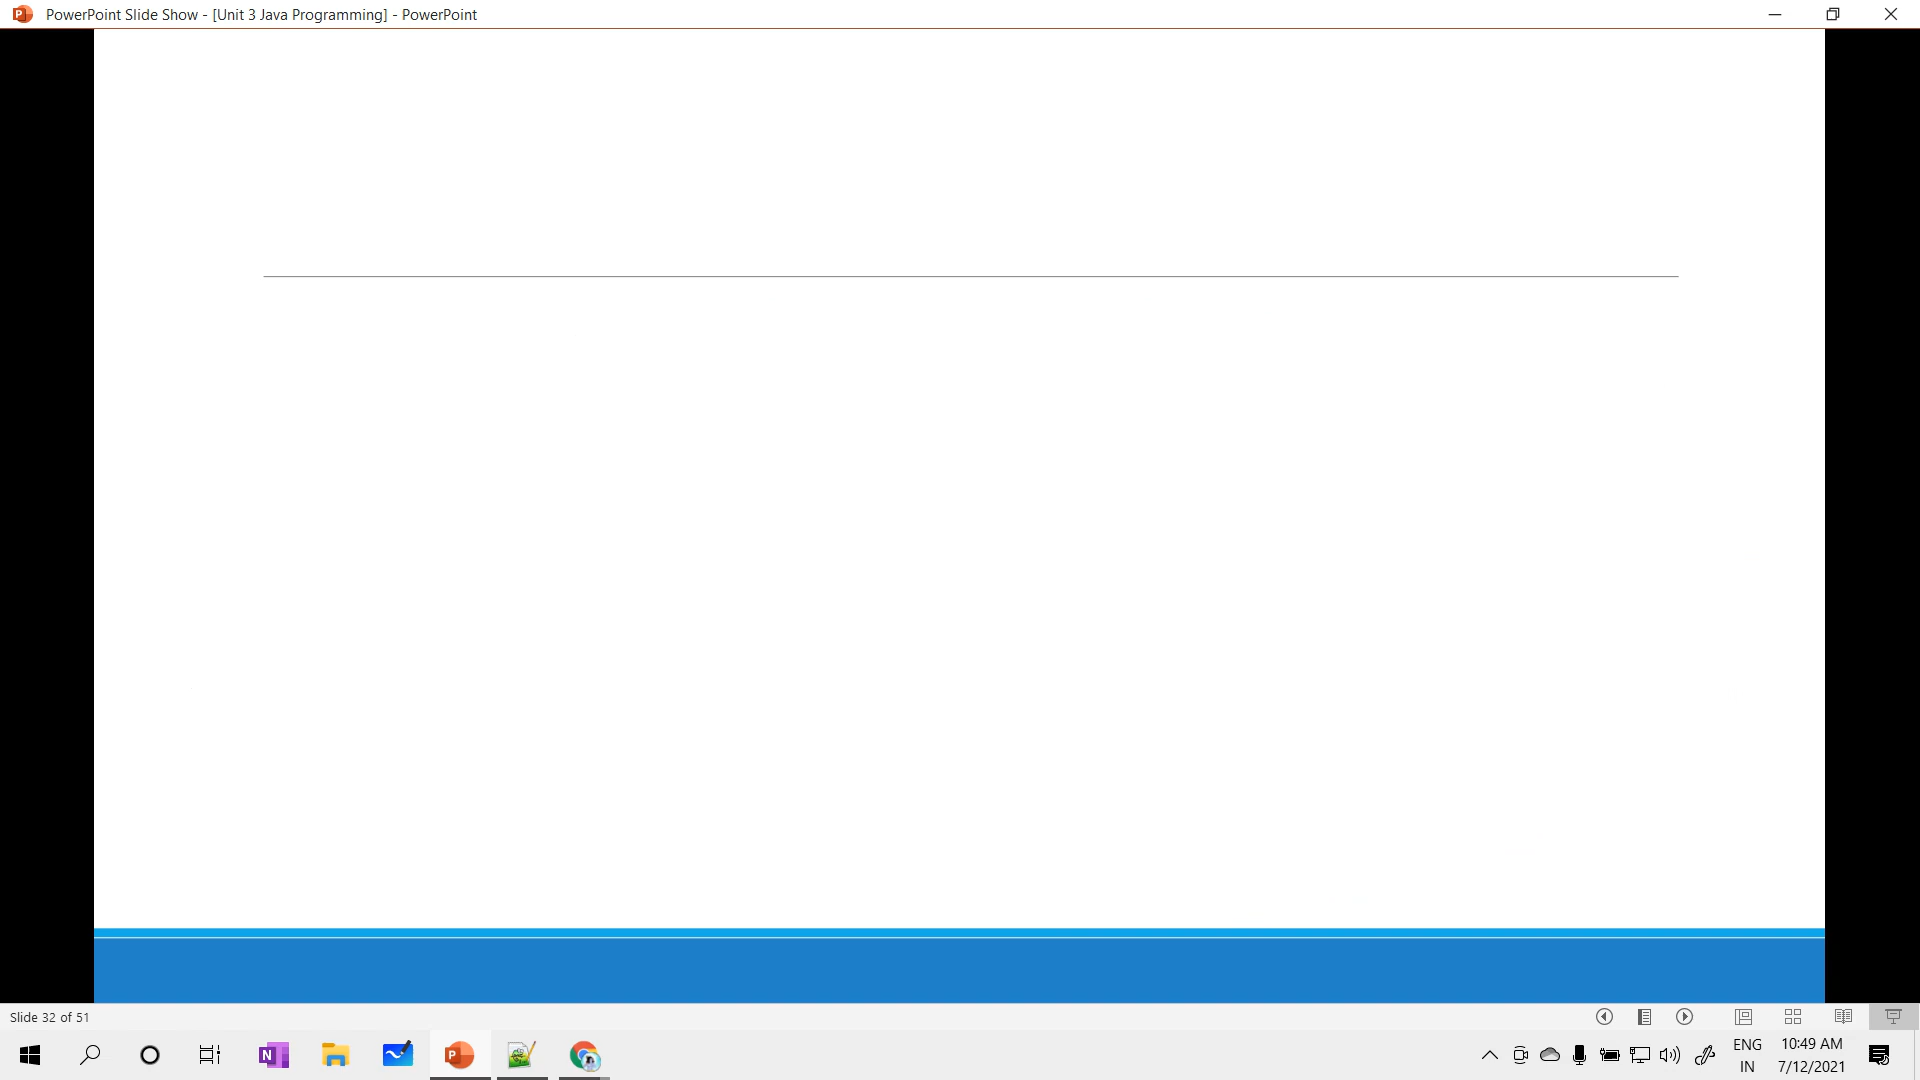 PowerPoint Slide Show - [Unit 3 Java Programming] - PowerPoint
Slide 32 of 51
ENG
IN
10:49 AM
7/12/2021